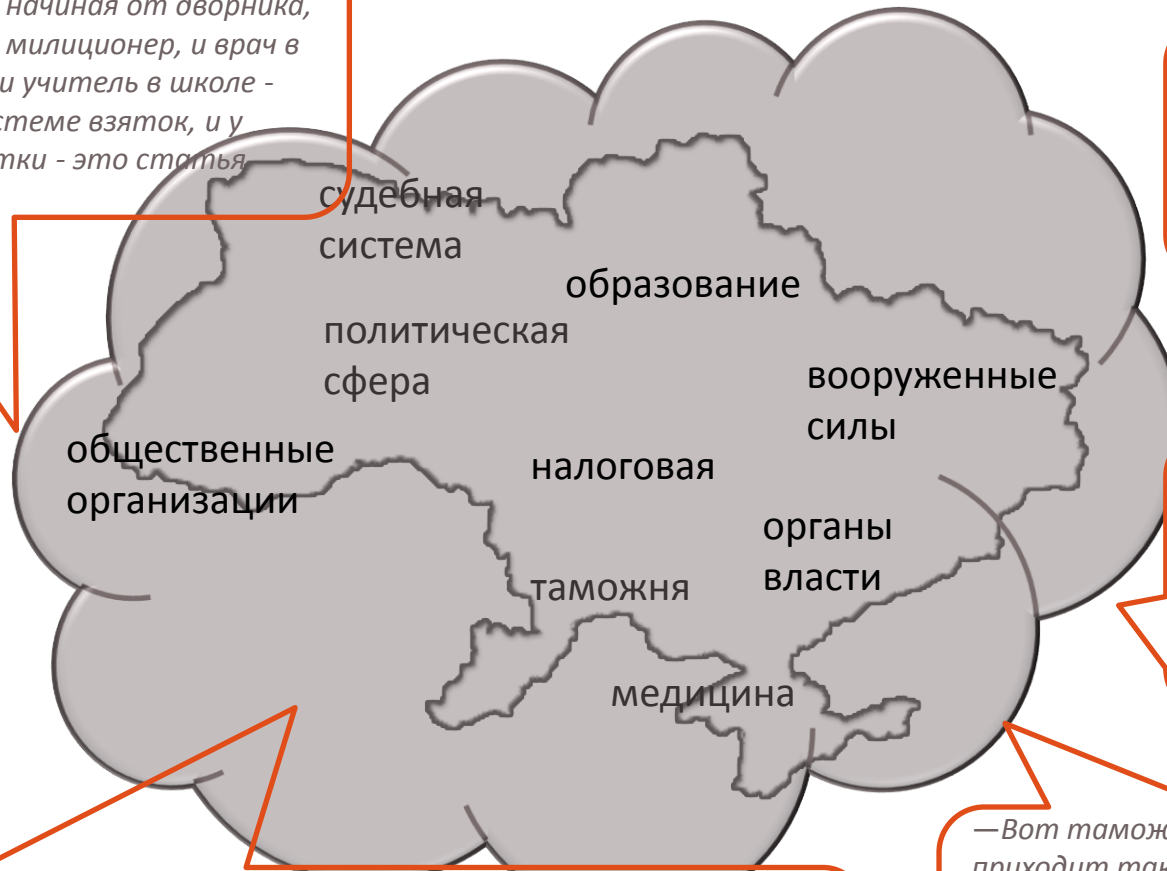 начиная от дворника,
милиционер, и врач в
и учитель в школе -
стеме взяток, и у
тки - это статья
судебная
система
образование
политическая
сфера
вооруженные
силы
общественные
организации
налоговая
органы
власти
таможня
медицина
—Вот тамож
приходит так